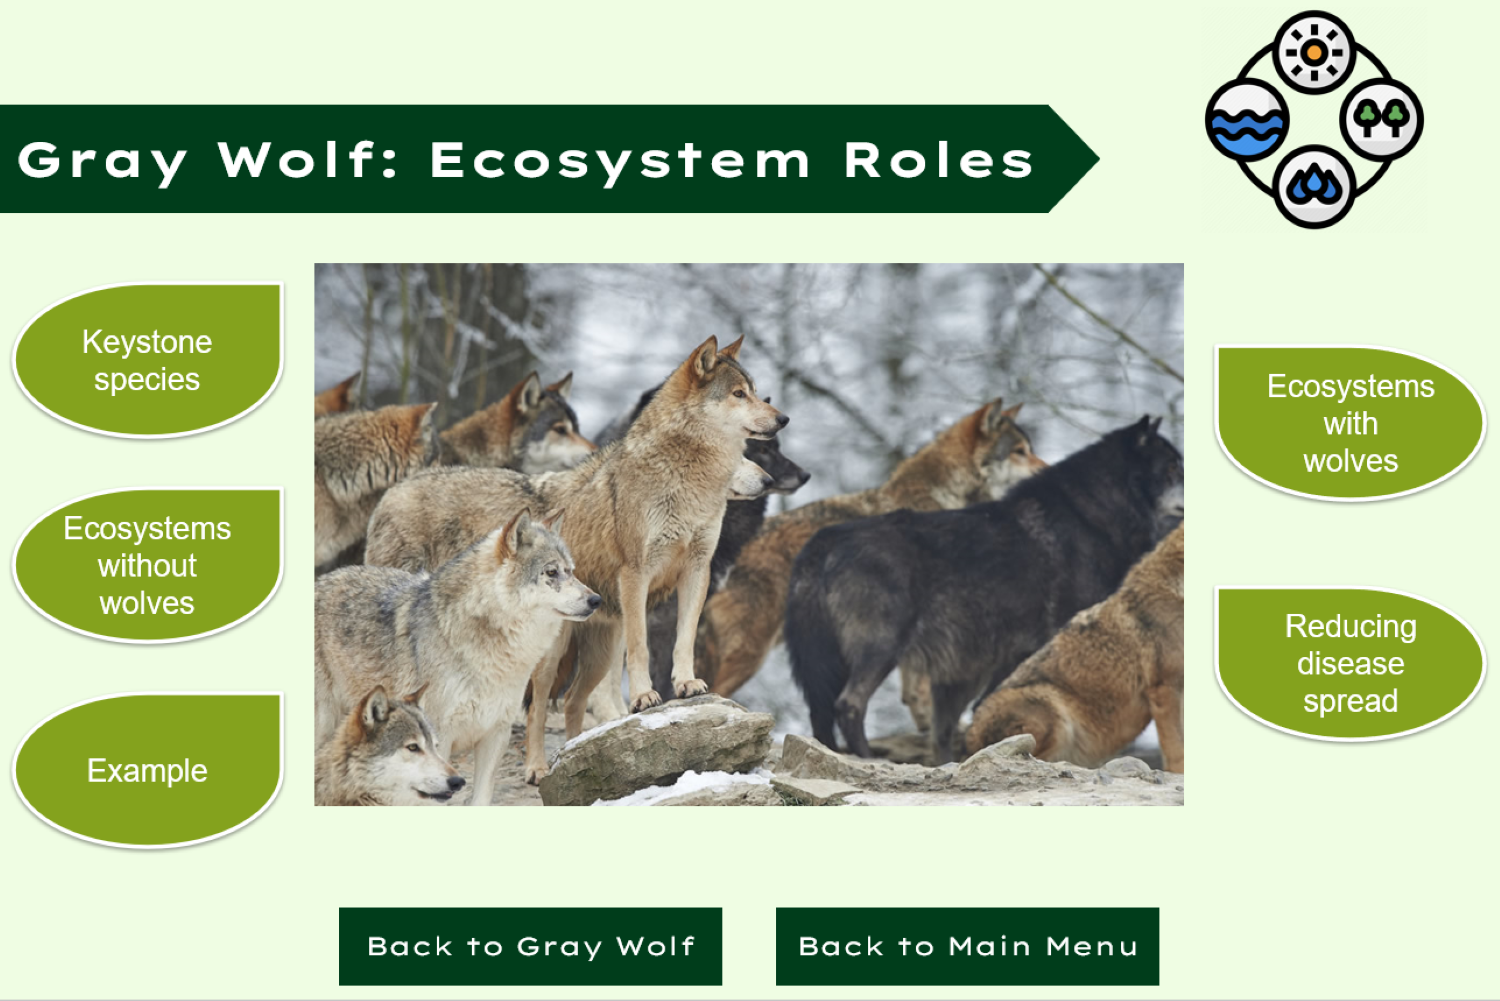 Gray Wolf: Ecosystem Roles
Keystone
species
Ecosystems
without
wolves
Example
Ecosystems
with
wolves
Reducing
disease
spread
Back to Gray Wolf
Back to Main Menu